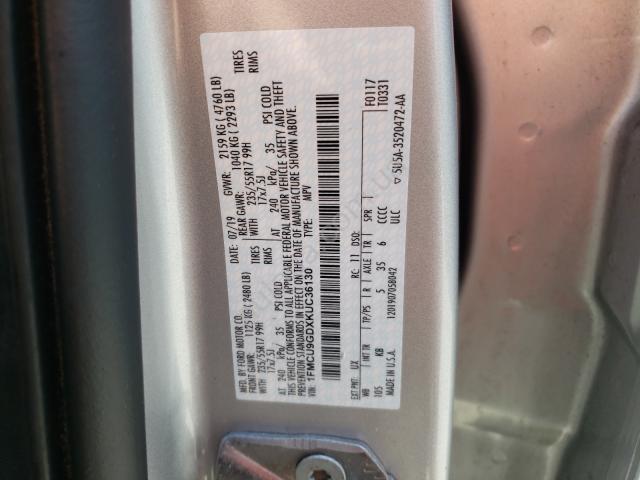 MFD. BY FORD MOTOR CO.
DATE: 07/19 GVWR: 2159 KG ( 4760 LB)
FRONT GAWR: 1125 KG ( 2480 LB) REAR GAWR: 1040 KG ( 2293 LB)
WITH 235/55R17 99H TIRES WITH 235/55R17 99H TIRES
17x7.5J RIMS 17x7.5J RIMS
AT 240 kPa/ 35 PSI COLD AT 240 kPa/ 35 PSI COLD
THIS VEHICLE CONFORMS TO ALL APPLICABLE FEDERAL MOTOR VEHICLE SAFETY AND THEFT
PREVENTION STANDARDS IN EFFECT ON THE DATE OF MANUFACTURE SHOWN ABOVE.
VIN: 1FMCU9GDXKUC36130
TYPE: MPV
F0117
T0331
EXT PNT: UX RC: 11 DSO:
WB INT TR TP/PS R AXLE TR SPR
105 KB 5 35 6 CCCC
ULC
MADE IN U.S.A. 5U5A-3520472-AA